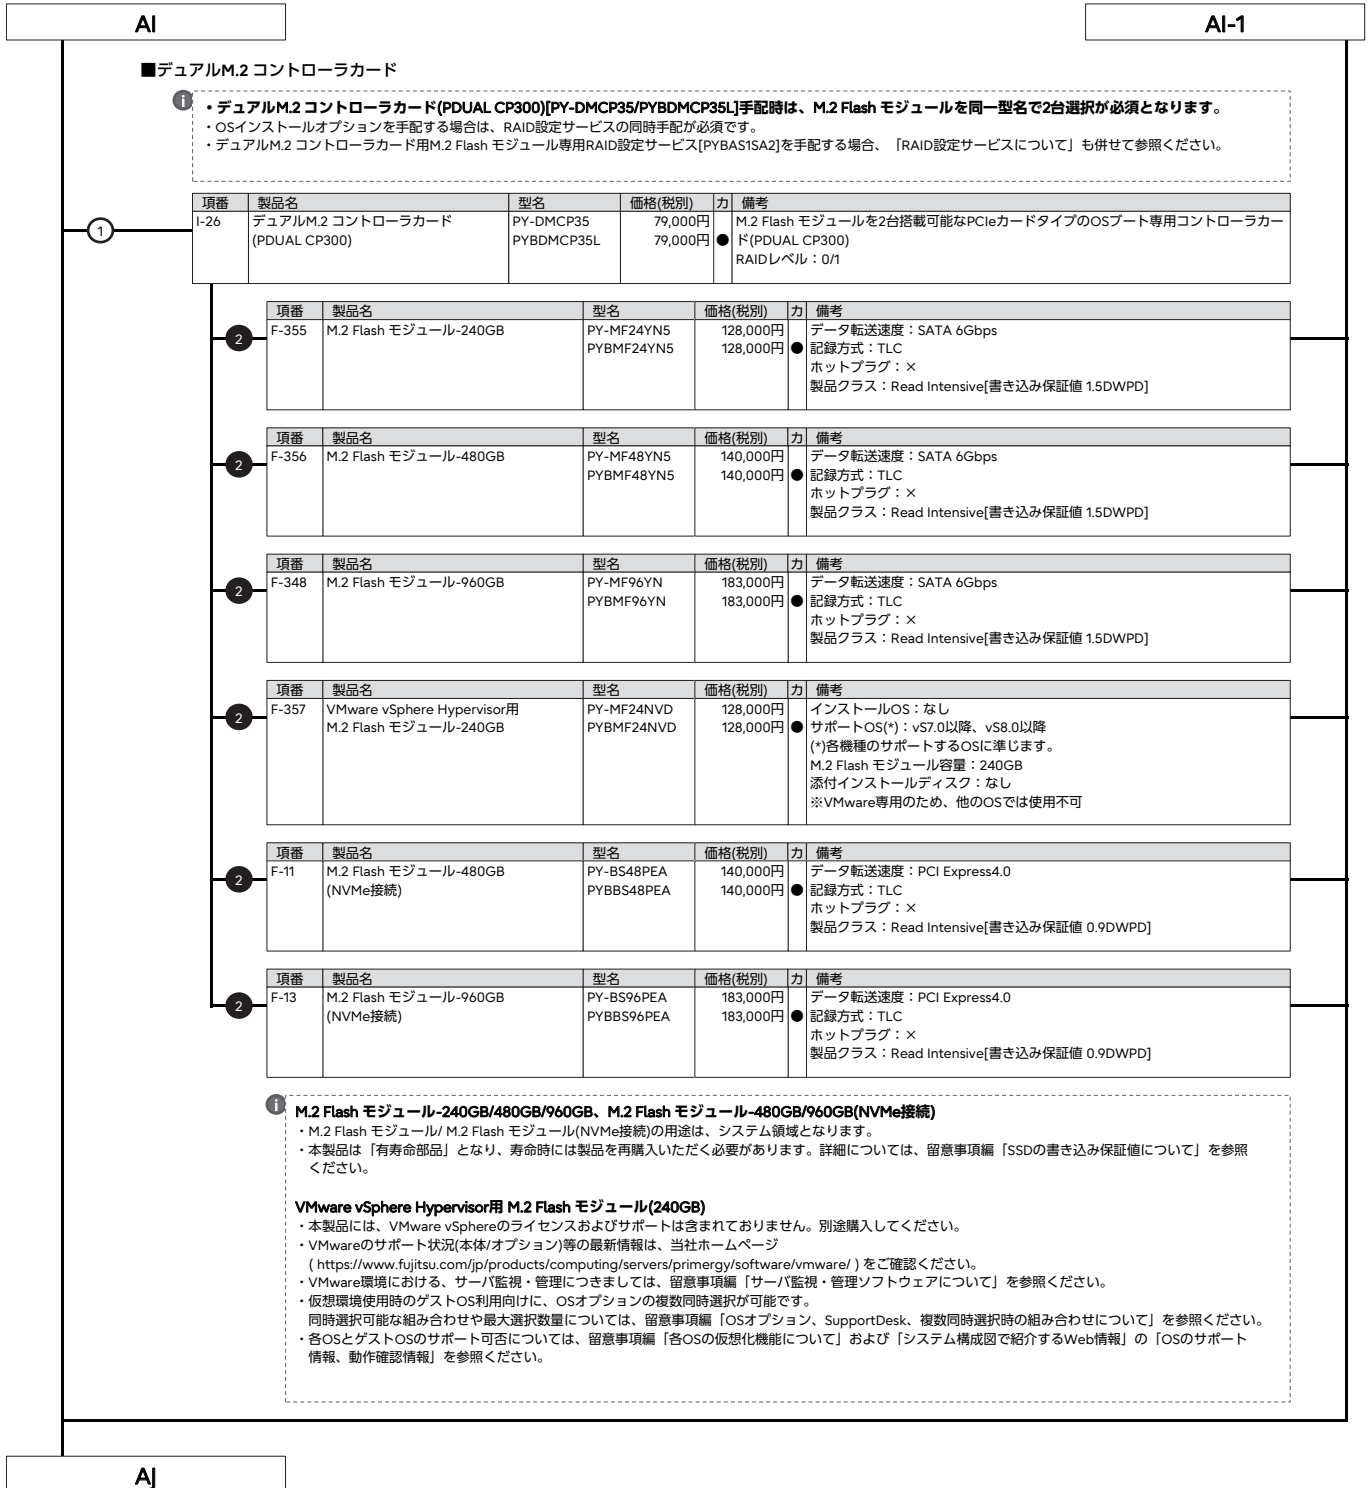 AI
AI-1
■デュアルM.2 コントローラカード
・デュアルM.2 コントローラカード(PDUAL CP300)[PY-DMCP35/PYBDMCP35L]手配時は、M.2 Flash モジュールを同一型名で2台選択が必須となります。
・OSインストールオプションを手配する場合は、RAID設定サービスの同時手配が必須です。
・デュアルM.2 コントローラカード用M.2 Flash モジュール専用RAID設定サービス[PYBAS1SA2]を手配する場合、「RAID設定サービスについて」も併せて参照ください。
項番 製品名 型名 価格(税別) カ 備考
1 I-26 デュアルM.2 コントローラカード PY-DMCP35 79,000円 M.2 Flash モジュールを2台搭載可能なPCIeカードタイプのOSブート専用コントローラカー
(PDUAL CP300) PYBDMCP35L 79,000円 ● ド(PDUAL CP300)
RAIDレベル：0/1
項番 製品名 型名 価格(税別) カ 備考
2 F-355 M.2 Flash モジュール-240GB PY-MF24YN5 128,000円 データ転送速度：SATA 6Gbps
PYBMF24YN5 128,000円 ● 記録方式：TLC
ホットプラグ：×
製品クラス：Read Intensive[書き込み保証値 1.5DWPD]
項番 製品名 型名 価格(税別) カ 備考
2 F-356 M.2 Flash モジュール-480GB PY-MF48YN5 140,000円 データ転送速度：SATA 6Gbps
PYBMF48YN5 140,000円 ● 記録方式：TLC
ホットプラグ：×
製品クラス：Read Intensive[書き込み保証値 1.5DWPD]
項番 製品名 型名 価格(税別) カ 備考
2 F-348 M.2 Flash モジュール-960GB PY-MF96YN 183,000円 データ転送速度：SATA 6Gbps
PYBMF96YN 183,000円 ● 記録方式：TLC
ホットプラグ：×
製品クラス：Read Intensive[書き込み保証値 1.5DWPD]
項番 製品名 型名 価格(税別) カ 備考
2 F-357 VMware vSphere Hypervisor用 PY-MF24NVD 128,000円 インストールOS：なし
M.2 Flash モジュール-240GB PYBMF24NVD 128,000円 ● サポートOS(*)：vS7.0以降、vS8.0以降
(*)各機種のサポートするOSに準じます。
M.2 Flash モジュール容量：240GB
添付インストールディスク：なし
※VMware専用のため、他のOSでは使用不可
項番 製品名 型名 価格(税別) カ 備考
2 F-11 M.2 Flash モジュール-480GB PY-BS48PEA 140,000円 データ転送速度：PCI Express4.0
(NVMe接続) PYBBS48PEA 140,000円 ● 記録方式：TLC
ホットプラグ：×
製品クラス：Read Intensive[書き込み保証値 0.9DWPD]
項番 製品名 型名 価格(税別) カ 備考
2 F-13 M.2 Flash モジュール-960GB PY-BS96PEA 183,000円 データ転送速度：PCI Express4.0
(NVMe接続) PYBBS96PEA 183,000円 ● 記録方式：TLC
ホットプラグ：×
製品クラス：Read Intensive[書き込み保証値 0.9DWPD]
M.2 Flash モジュール-240GB/480GB/960GB、M.2 Flash モジュール-480GB/960GB(NVMe接続)
・M.2 Flash モジュール/ M.2 Flash モジュール(NVMe接続)の用途は、システム領域となります。
・本製品は「有寿命部品」となり、寿命時には製品を再購入いただく必要があります。詳細については、留意事項編「SSDの書き込み保証値について」を参照
ください。
VMware vSphere Hypervisor用 M.2 Flash モジュール(240GB)
・本製品には、VMware vSphereのライセンスおよびサポートは含まれておりません。別途購入してください。
・VMwareのサポート状況(本体/オプション)等の最新情報は、当社ホームページ
( https://www.fujitsu.com/jp/products/computing/servers/primergy/software/vmware/ ) をご確認ください。
・VMware環境における、サーバ監視・管理につきましては、留意事項編「サーバ監視・管理ソフトウェアについて」を参照ください。
・仮想環境使用時のゲストOS利用向けに、OSオプションの複数同時選択が可能です。
同時選択可能な組み合わせや最大選択数量については、留意事項編「OSオプション、SupportDesk、複数同時選択時の組み合わせについて」を参照ください。
・各OSとゲストOSのサポート可否については、留意事項編「各OSの仮想化機能について」および「システム構成図で紹介するWeb情報」の「OSのサポート
情報、動作確認情報」を参照ください。
AJ